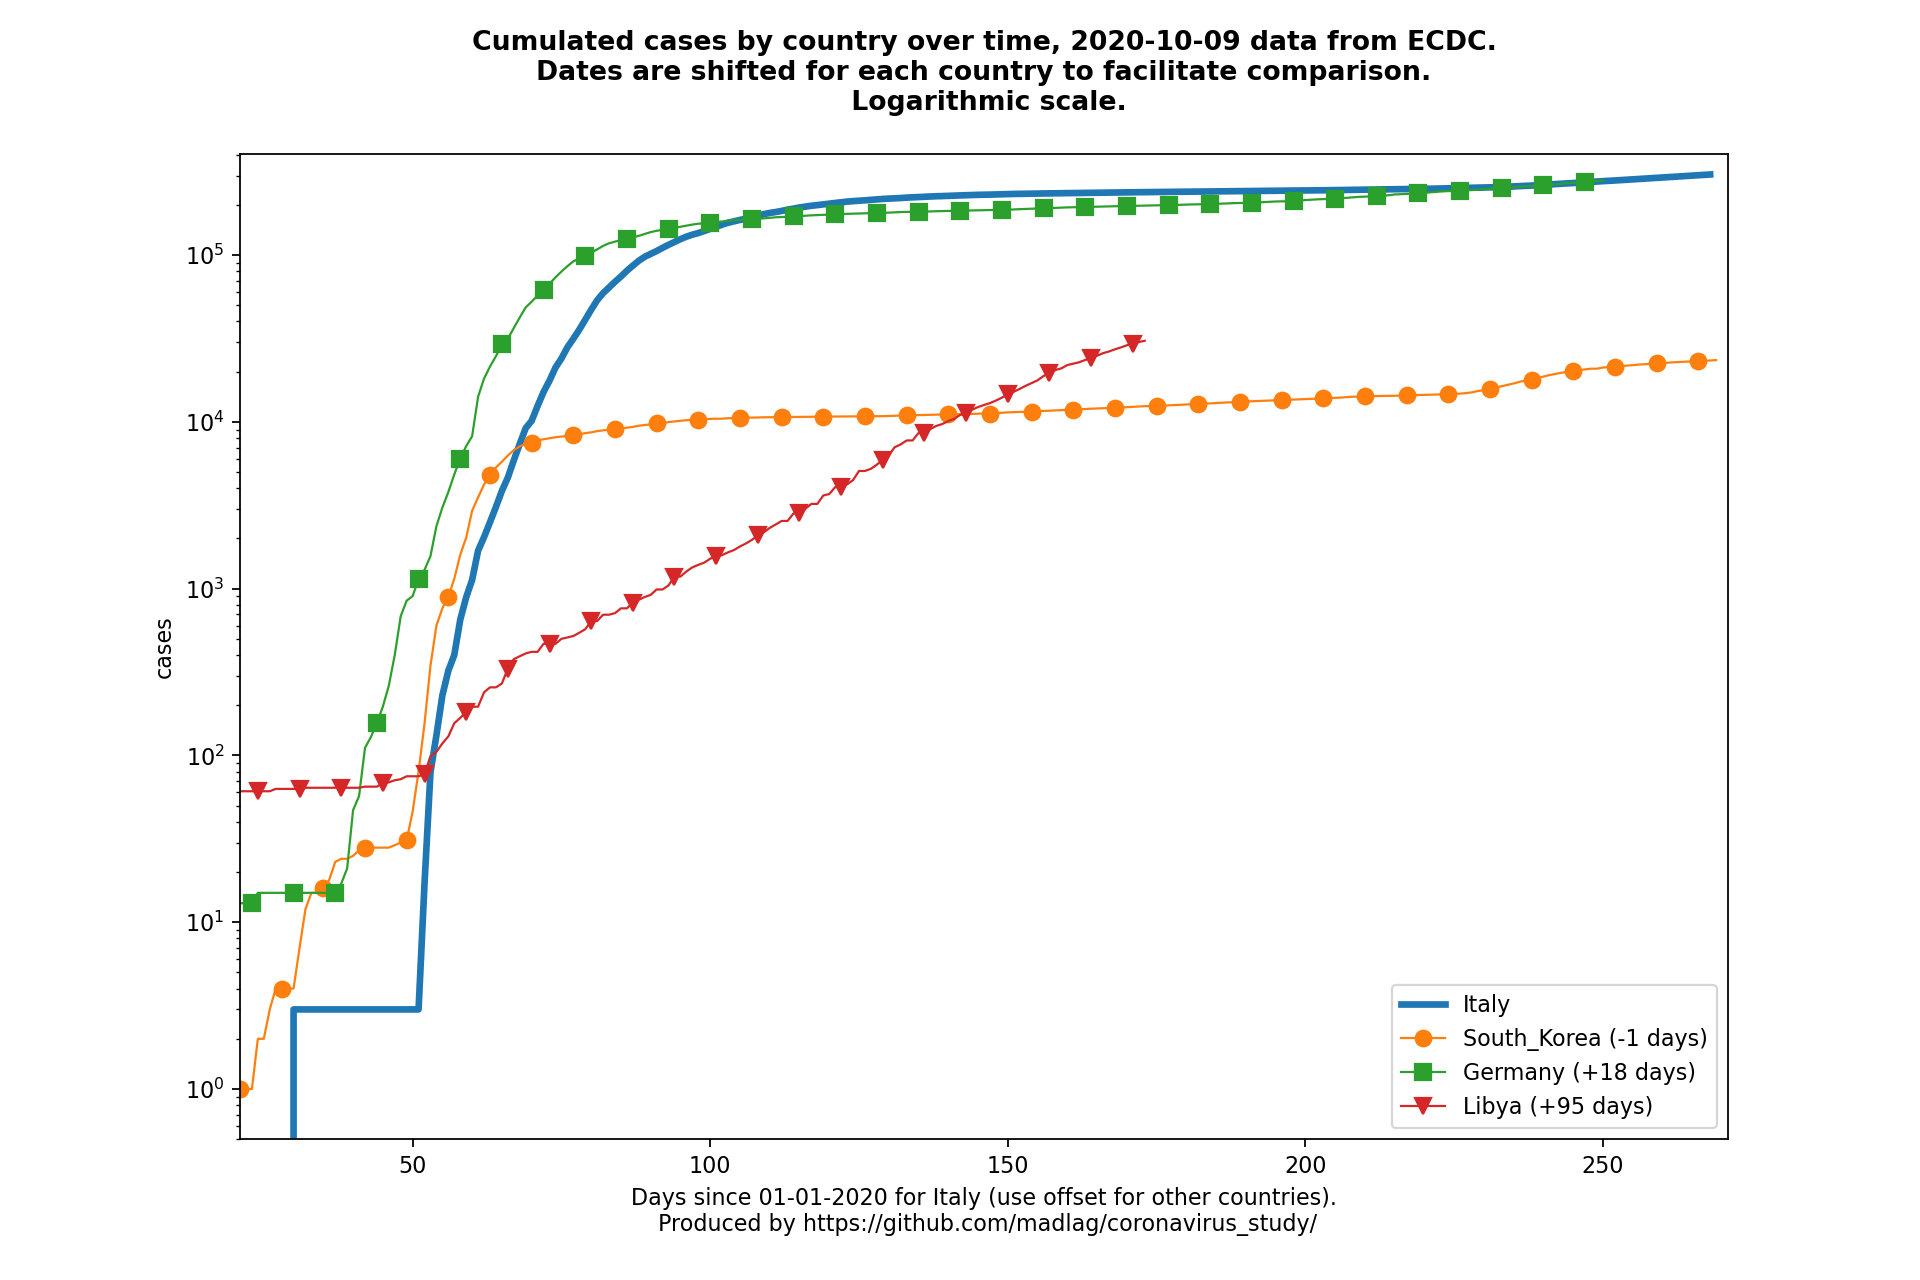 Cumulated cases by country over time, 2020-10-09 data from ECDC.
Dates are shifted for each country to facilitate comparison.
Logarithmic scale.
10^5
10^4
10^3
10^2
10^1
10^0
cases
Italy
South_Korea (-1 days)
Germany (+18 days)
Libya (+95 days)
50 100 150 200 250
Days since 01-01-2020 for Italy (use offset for other countries).
Produced by https://github.com/madlag/coronavirus_study/